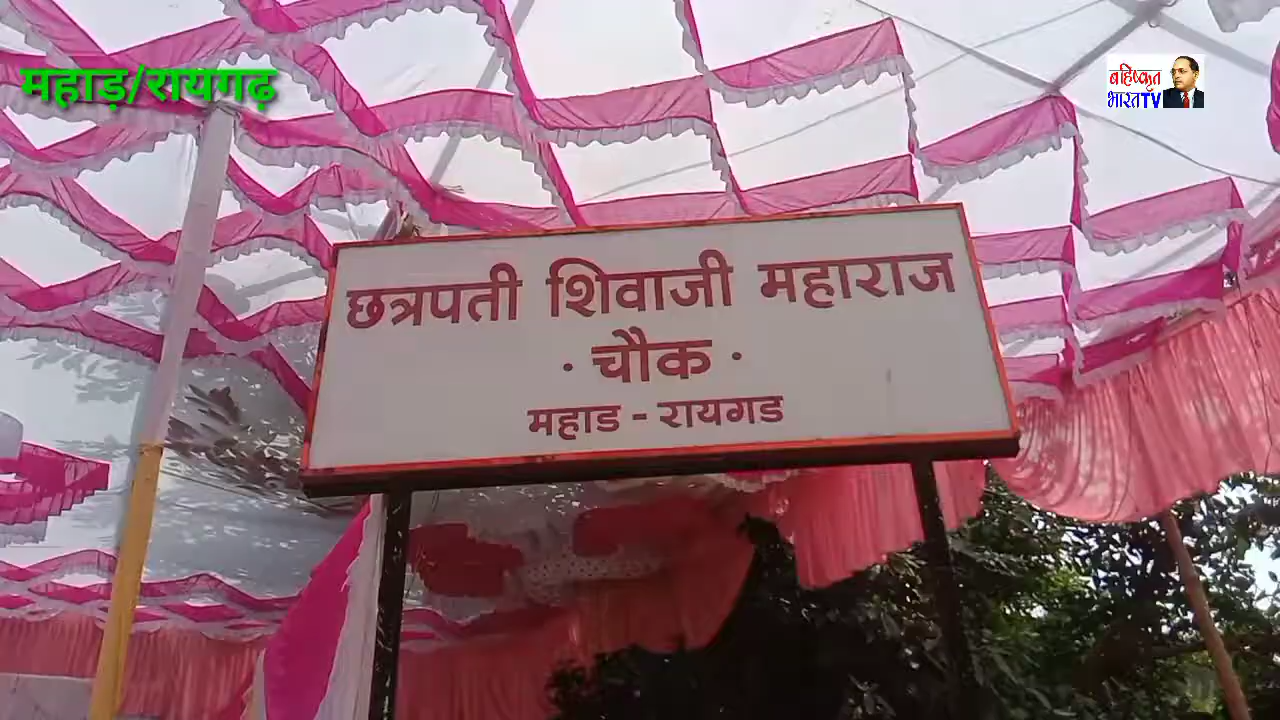 महाड़/रायगढ़
बहिष्कृत
भारतTV
छत्रपती शिवाजी महाराज
· चौक ·
महाड - रायगड